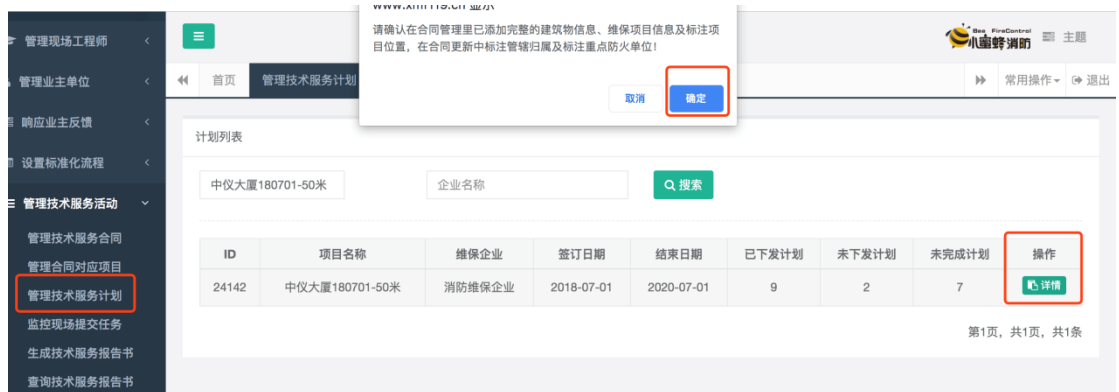 www.xmf119.cn 显示
请确认在合同管理里已添加完整的建筑物信息、维保项目信息及标注项
目位置，在合同更新中标注管辖归属及标注重点防火单位！
取消 确定
管理现场工程师
管理业主单位
响应业主反馈
设置标准化流程
管理技术服务活动
管理技术服务合同
管理合同对应项目
管理技术服务计划
监控现场提交任务
生成技术服务报告书
查询技术服务报告书
Bee FireControl
小蜜蜂消防 主题
首页 管理技术服务计划 常用操作 退出
计划列表
中仪大厦180701-50米 企业名称 搜索
ID 项目名称 维保企业 签订日期 结束日期 已下发计划 未下发计划 未完成计划 操作
24142 中仪大厦180701-50米 消防维保企业 2018-07-01 2020-07-01 9 2 7 详情
第1页，共1页，共1条